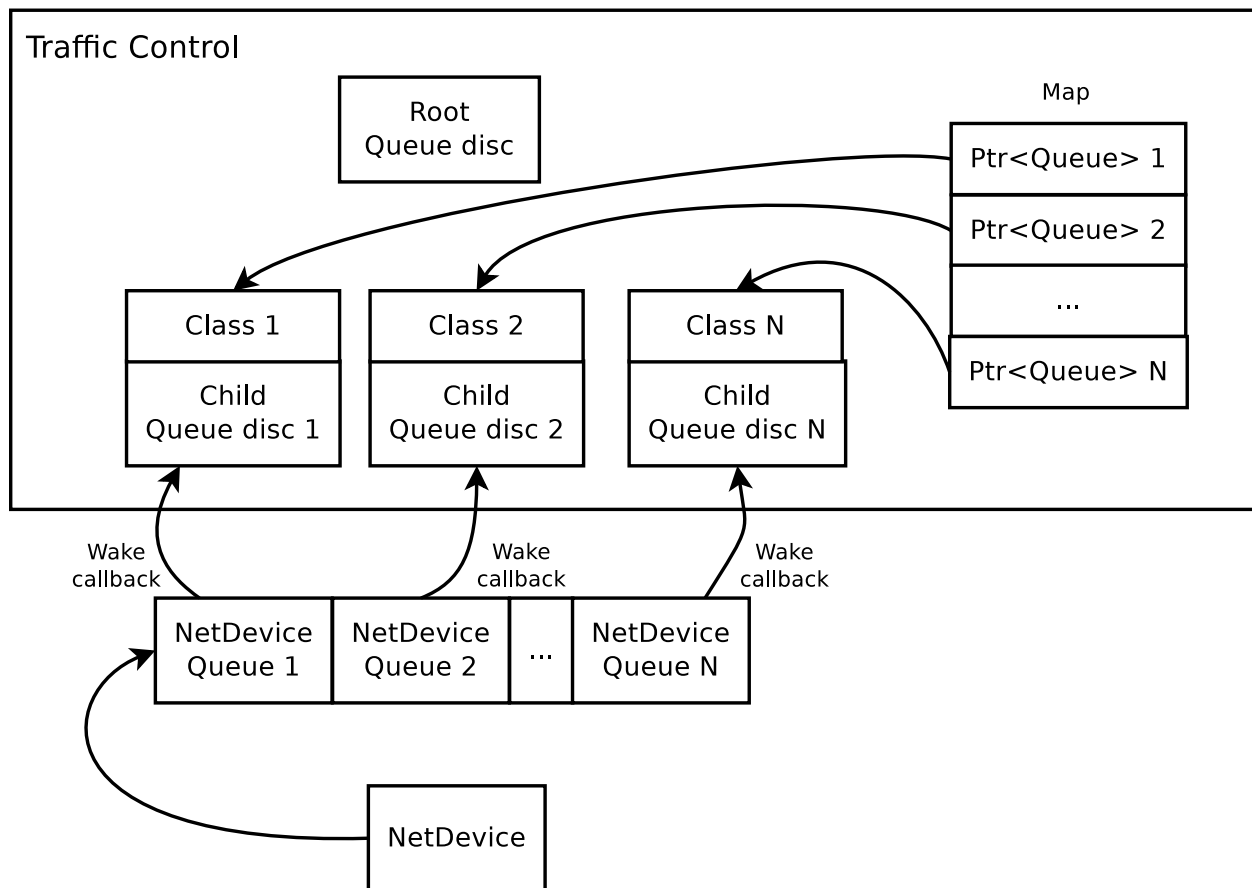 Traffic Control
Root
Queue disc
Map
Ptr<Queue> 1
Ptr<Queue> 2
...
Ptr<Queue> N
Class 1
Child
Queue disc 1
Class 2
Child
Queue disc 2
Class N
Child
Queue disc N
Wake
callback
Wake
callback
Wake
callback
NetDevice
Queue 1
NetDevice
Queue 2
...
NetDevice
Queue N
NetDevice